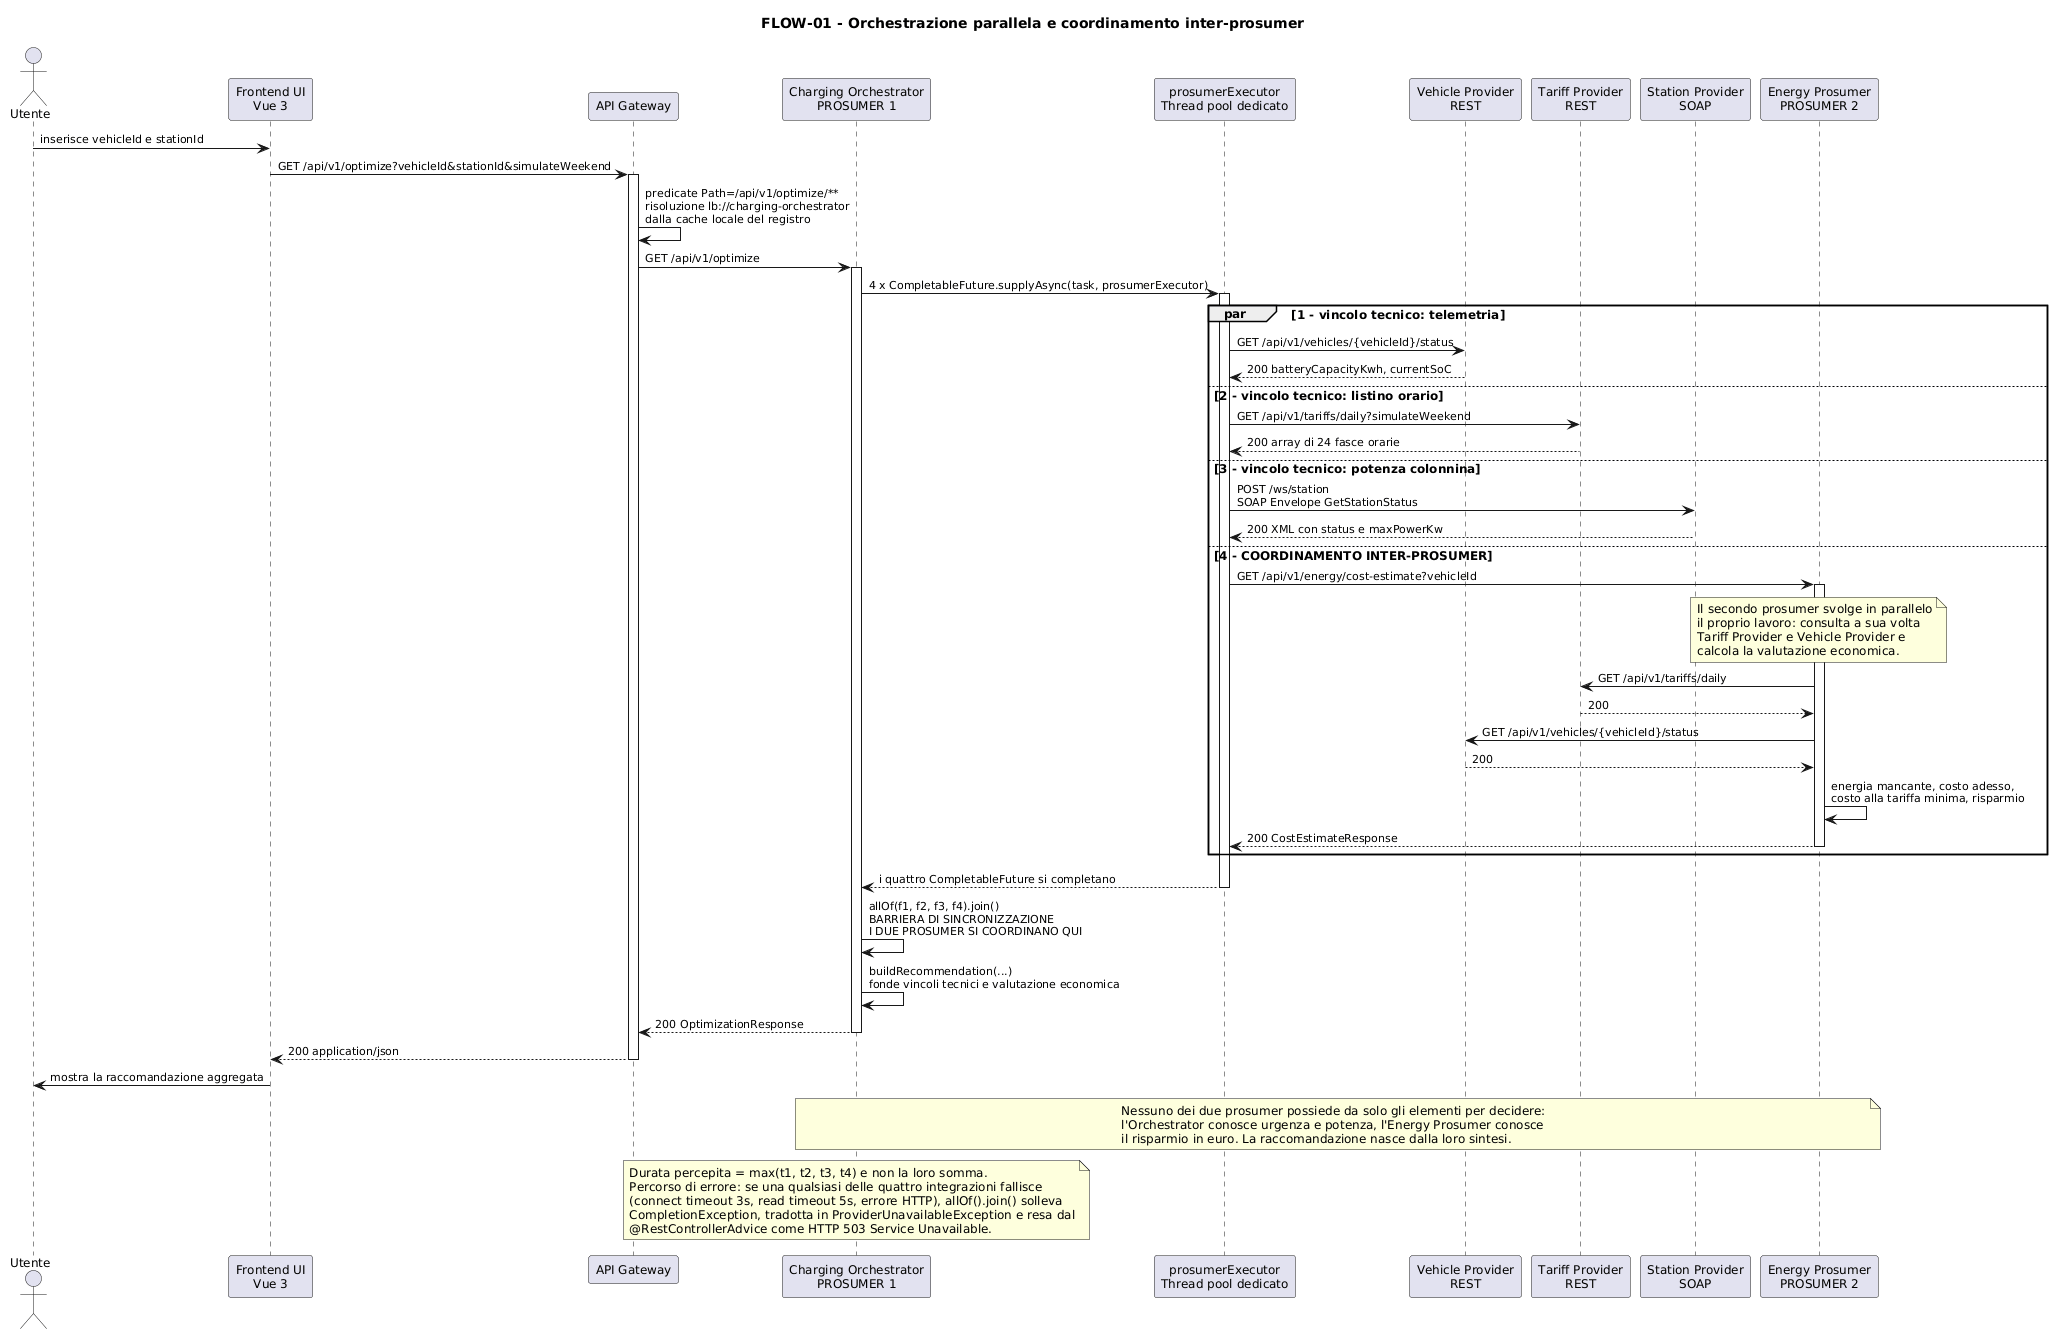 FLOW-01 - Orchestrazione parallela e coordinamento inter-prosumer
Utente
Frontend UI
Vue 3
API Gateway
Charging Orchestrator
PROSUMER 1
prosumerExecutor
Thread pool dedicato
Vehicle Provider
REST
Tariff Provider
REST
Station Provider
SOAP
Energy Prosumer
PROSUMER 2
inserisce vehicleId e stationId
GET /api/v1/optimize?vehicleId&stationId&simulateWeekend
predicate Path=/api/v1/optimize/**
risoluzione lb://charging-orchestrator
dalla cache locale del registro
GET /api/v1/optimize
4 x CompletableFuture.supplyAsync(task, prosumerExecutor)
par
[1 - vincolo tecnico: telemetria]
GET /api/v1/vehicles/{vehicleId}/status
200 batteryCapacityKwh, currentSoC
[2 - vincolo tecnico: listino orario]
GET /api/v1/tariffs/daily?simulateWeekend
200 array di 24 fasce orarie
[3 - vincolo tecnico: potenza colonnina]
POST /ws/station
SOAP Envelope GetStationStatus
200 XML con status e maxPowerKw
[4 - COORDINAMENTO INTER-PROSUMER]
GET /api/v1/energy/cost-estimate?vehicleId
Il secondo prosumer svolge in parallelo
il proprio lavoro: consulta a sua volta
Tariff Provider e Vehicle Provider e
calcola la valutazione economica.
GET /api/v1/tariffs/daily
200
GET /api/v1/vehicles/{vehicleId}/status
200
energia mancante, costo adesso,
costo alla tariffa minima, risparmio
200 CostEstimateResponse
i quattro CompletableFuture si completano
allOf(f1, f2, f3, f4).join()
BARRIERA DI SINCRONIZZAZIONE
I DUE PROSUMER SI COORDINANO QUI
buildRecommendation(...)
fonde vincoli tecnici e valutazione economica
200 OptimizationResponse
200 application/json
mostra la raccomandazione aggregata
Nessuno dei due prosumer possiede da solo gli elementi per decidere:
l'Orchestrator conosce urgenza e potenza, l'Energy Prosumer conosce
il risparmio in euro. La raccomandazione nasce dalla loro sintesi.
Durata percepita = max(t1, t2, t3, t4) e non la loro somma.
Percorso di errore: se una qualsiasi delle quattro integrazioni fallisce
(connect timeout 3s, read timeout 5s, errore HTTP), allOf().join() solleva
CompletionException, tradotta in ProviderUnavailableException e resa dal
@RestControllerAdvice come HTTP 503 Service Unavailable.
Utente
Frontend UI
Vue 3
API Gateway
Charging Orchestrator
PROSUMER 1
prosumerExecutor
Thread pool dedicato
Vehicle Provider
REST
Tariff Provider
REST
Station Provider
SOAP
Energy Prosumer
PROSUMER 2